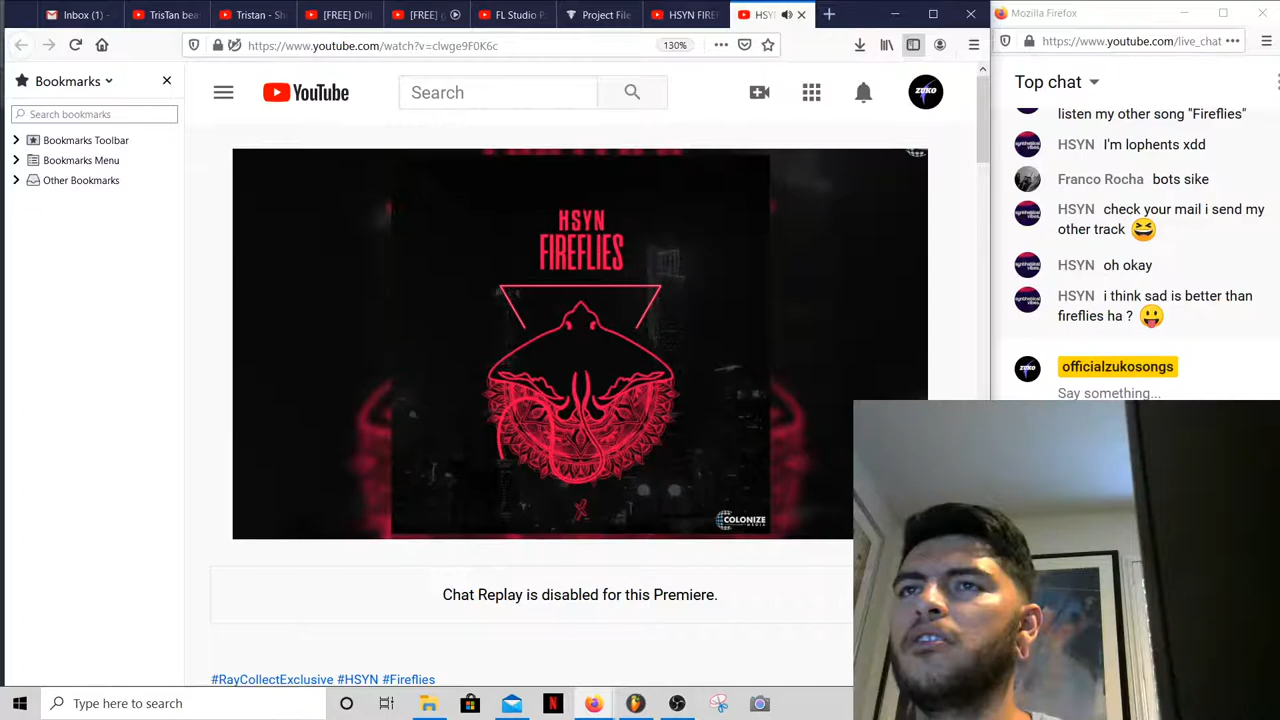 Inbox (1) -
TrisTan bea
Tristan - Sh
[FREE] Drill
[FREE] g
FL Studio P
Project File
HSYN FIREF
HSYN
Mozilla Firefox
https://www.youtube.com/watch?v=clwge9F0K6c
130%
https://www.youtube.com/live_chat
Bookmarks
Search bookmarks
Bookmarks Toolbar
Bookmarks Menu
Other Bookmarks
YouTube
Search
ZUKO
HSYN
FIREFLIES
COLONIZE
MEDIA
Chat Replay is disabled for this Premiere.
#RayCollectExclusive #HSYN #Fireflies
Top chat
listen my other song "Fireflies"
HSYN I'm lophents xdd
Franco Rocha bots sike
HSYN check your mail i send my
other track
HSYN oh okay
HSYN i think sad is better than
fireflies ha ?
officialzukosongs
Say something...
Type here to search